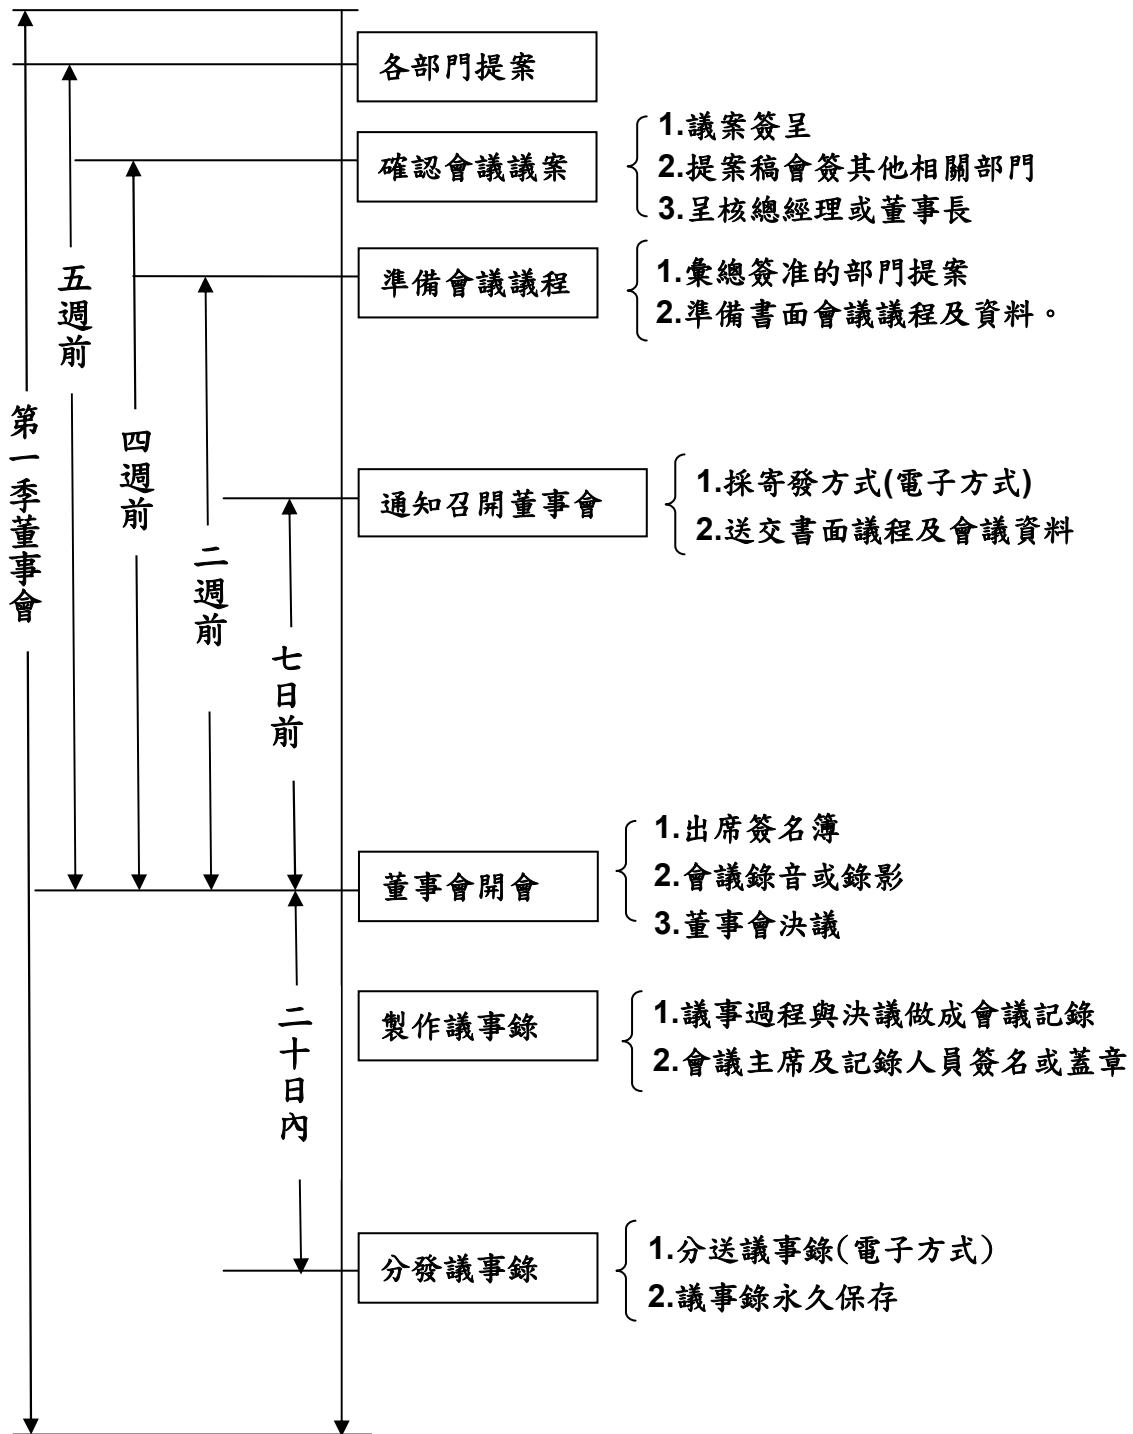 各部門提案
確認會議議案
1.議案簽呈
2.提案稿會簽其他相關部門
3.呈核總經理或董事長
準備會議議程
1.彙總簽准的部門提案
2.準備書面會議議程及資料。
五週前
四週前
二週前
第一季董事會
通知召開董事會
1.採寄發方式(電子方式)
2.送交書面議程及會議資料
七日前
董事會開會
1.出席簽名簿
2.會議錄音或錄影
3.董事會決議
二十日內
製作議事錄
1.議事過程與決議做成會議記錄
2.會議主席及記錄人員簽名或蓋章
分發議事錄
1.分送議事錄(電子方式)
2.議事錄永久保存